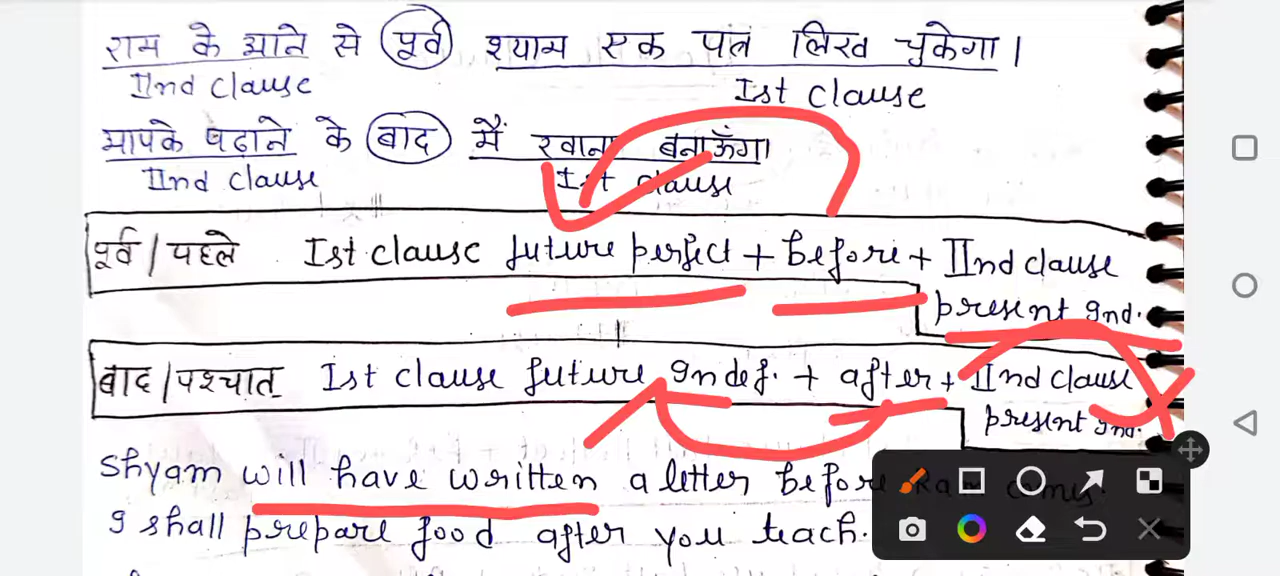 राम के आने से पूर्व श्याम एक पत्र लिख चुकेगा।
IInd clause Ist clause
आपके पढ़ाने के बाद मैं खाना बनाऊँगा।
IInd clause Ist clause
पूर्व / पहले Ist clause future perfect + before + IInd clause
present Ind.
बाद / पश्चात Ist clause future Indef. + after + IInd clause
present Ind.
Shyam will have written a letter before Ram comes.
I shall prepare food after you teach.